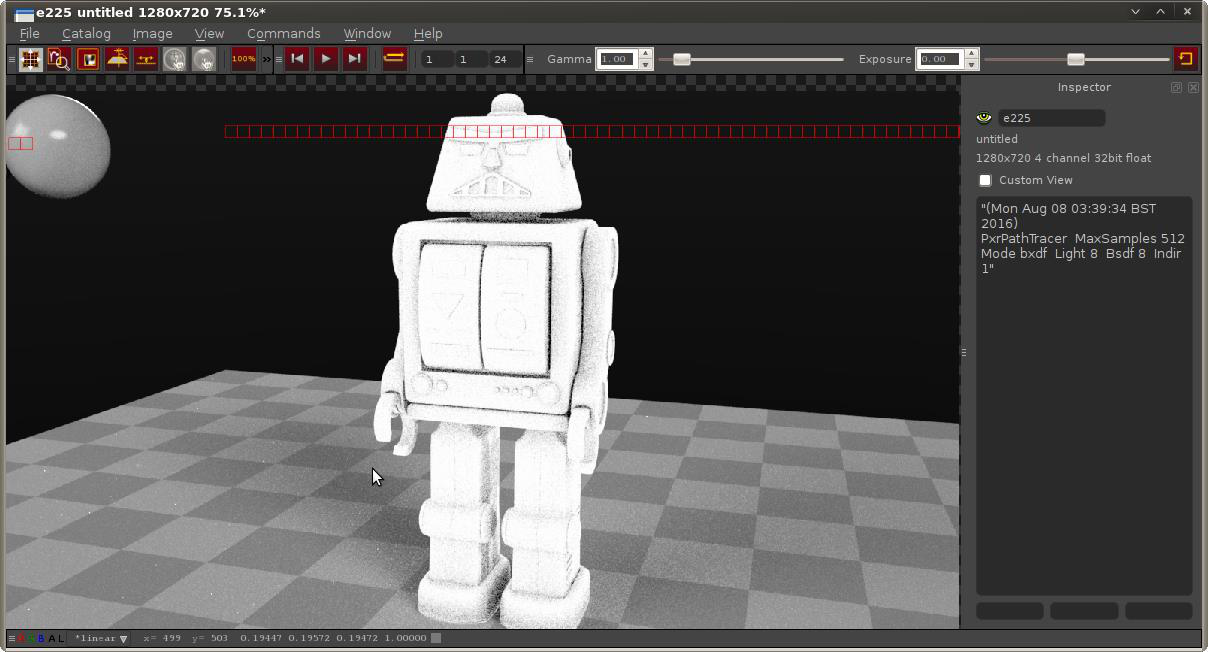 e225 untitled 1280x720 75.1%*
File Catalog Image View Commands Window Help
100% » 1 1 24 Gamma 1.00 Exposure 0.00
Inspector
e225
untitled
1280x720 4 channel 32bit float
Custom View
"(Mon Aug 08 03:39:34 BST
2016)
PxrPathTracer MaxSamples 512
Mode bxdf Light 8 Bsdf 8 Indir
1"
R G B A L *linear x= 499 y= 503 0.19447 0.19572 0.19472 1.00000